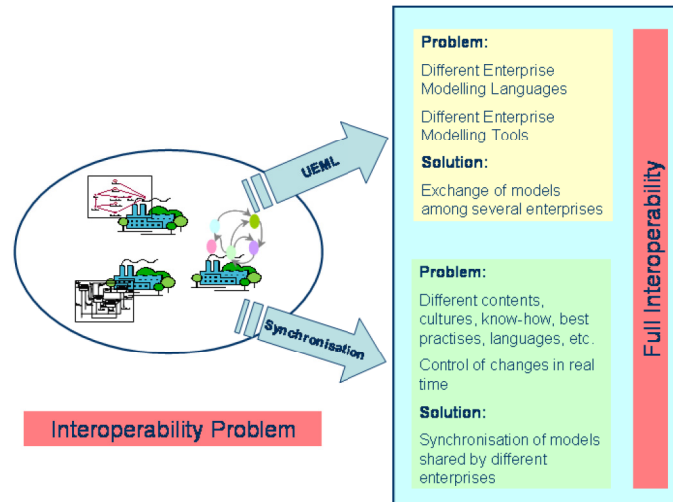 UEML
Synchronisation
Interoperability Problem
Problem:
Different Enterprise
Modelling Languages
Different Enterprise
Modelling Tools
Solution:
Exchange of models
among several enterprises
Problem:
Different contents,
cultures, know-how, best
practises, languages, etc.
Control of changes in real
time
Solution:
Synchronisation of models
shared by different
enterprises
Full Interoperability